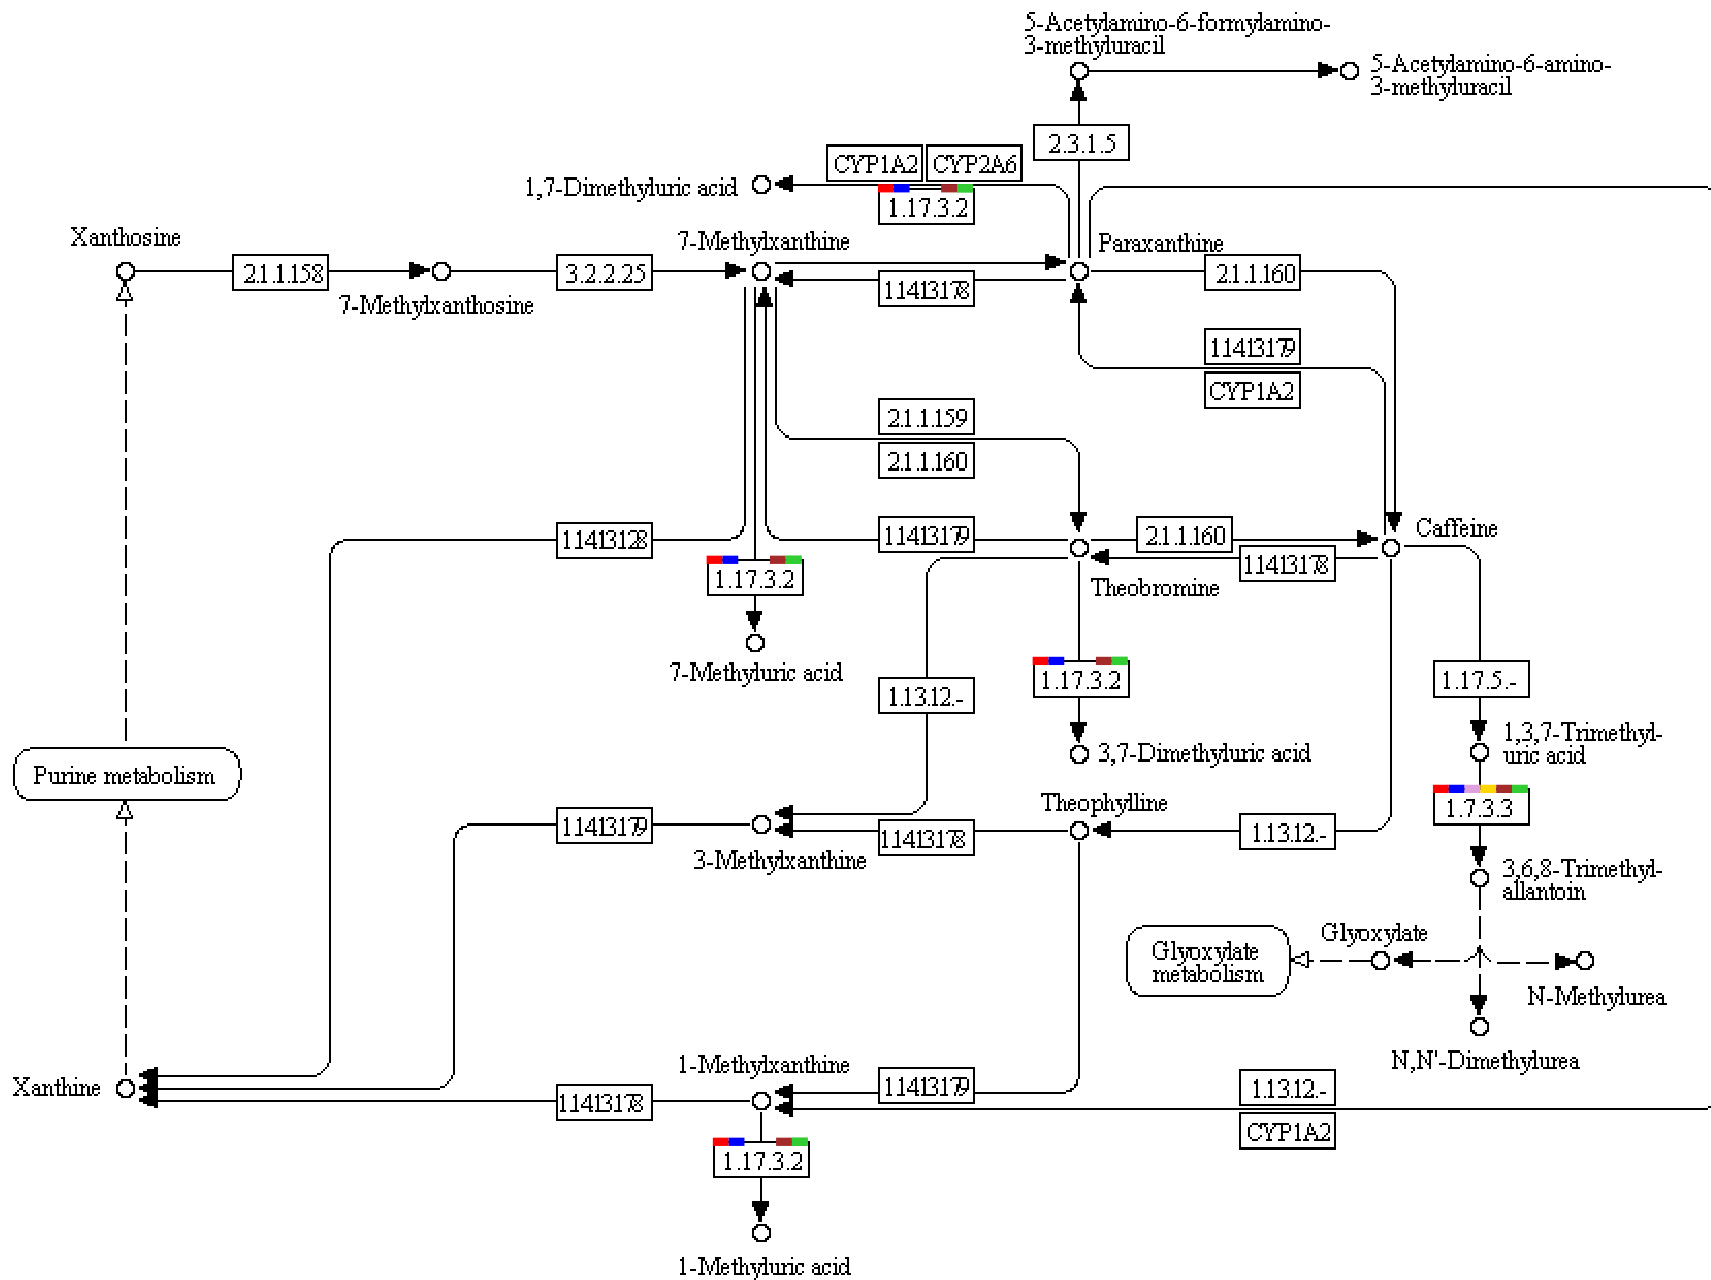 5-Acetylamino-6-formylamino-
3-methyluracil
5-Acetylamino-6-amino-
3-methyluracil
2.3.1.5
CYP1A2
CYP2A6
1,7-Dimethyluric acid
1.17.3.2
Xanthosine
7-Methylxanthine
Paraxanthine
2.1.1.158
7-Methylxanthosine
3.2.2.25
1.14.13.178
2.1.1.160
1.14.13.179
CYP1A2
2.1.1.159
2.1.1.160
1.14.13.128
1.14.13.179
2.1.1.160
Caffeine
1.14.13.178
Theobromine
1.17.3.2
7-Methyluric acid
1.13.12.-
1.17.3.2
1.17.5.-
3,7-Dimethyluric acid
1,3,7-Trimethyl-
uric acid
Purine metabolism
1.7.3.3
Theophylline
1.14.13.179
3-Methylxanthine
1.14.13.178
1.13.12.-
3,6,8-Trimethyl-
allantoin
Glyoxylate
metabolism
Glyoxylate
N-Methylurea
N,N'-Dimethylurea
Xanthine
1-Methylxanthine
1.14.13.178
1.14.13.179
1.13.12.-
CYP1A2
1.17.3.2
1-Methyluric acid